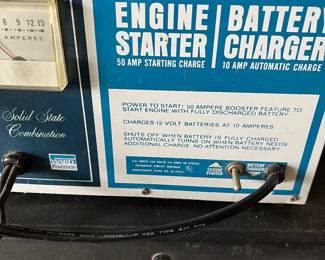 ENGINE STARTER
50 AMP STARTING CHARGE
BATTERY CHARGER
10 AMP AUTOMATIC CHARGE
6 9 12 15
AMPERES
Solid State
Combination
WARD
Riverside
POWER TO START! 50 AMPERE BOOSTER FEATURE TO
START ENGINE WITH FULLY DISCHARGED BATTERY
CHARGES 12 VOLT BATTERIES AT 10 AMPERES
SHUTS OFF WHEN BATTERY IS FULLY CHARGED
AUTOMATICALLY TURNS ON WHEN BATTERY NEEDS
ADDITIONAL CHARGE. NO ATTENTION NECESSARY
ENGINE
STARTER
BATTERY
CHARGER